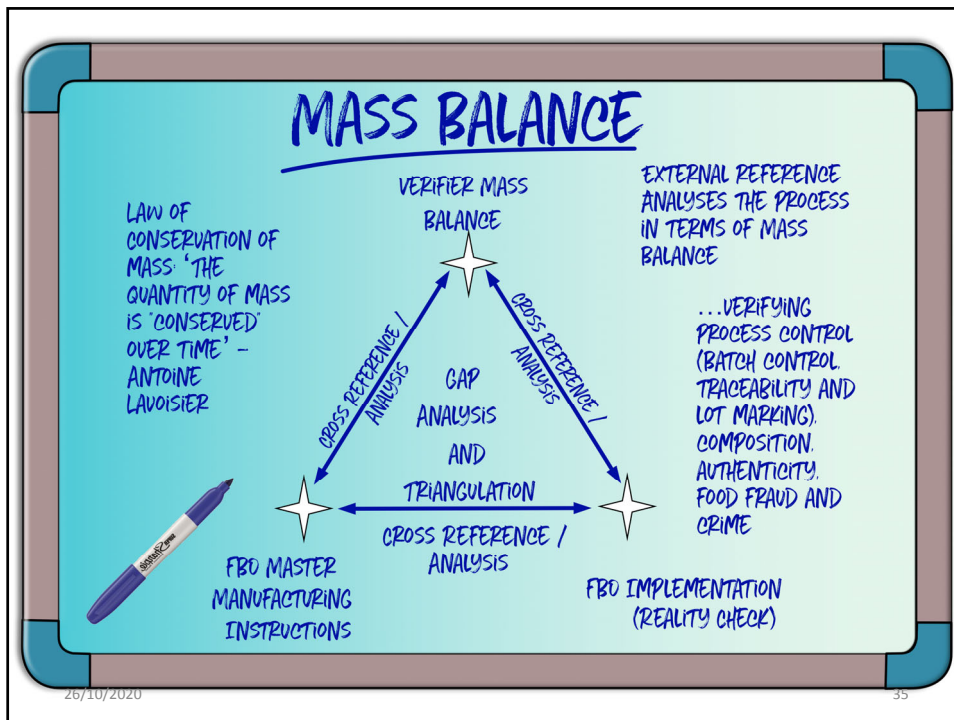 MASS BALANCE
VERIFIER MASS
BALANCE
LAW OF
CONSERVATION OF
MASS: 'THE
QUANTITY OF MASS
IS "CONSERVED"
OVER TIME' –
ANTOINE
LAVOISIER
EXTERNAL REFERENCE
ANALYSES THE PROCESS
IN TERMS OF MASS
BALANCE
...VERIFYING
PROCESS CONTROL
(BATCH CONTROL,
TRACEABILITY AND
LOT MARKING),
COMPOSITION,
AUTHENTICITY,
FOOD FRAUD AND
CRIME
CROSS REFERENCE /
ANALYSIS
CROSS REFERENCE /
ANALYSIS
GAP
ANALYSIS
AND
TRIANGULATION
CROSS REFERENCE /
ANALYSIS
FBO MASTER
MANUFACTURING
INSTRUCTIONS
FBO IMPLEMENTATION
(REALITY CHECK)
Sharpie
26/10/2020
35